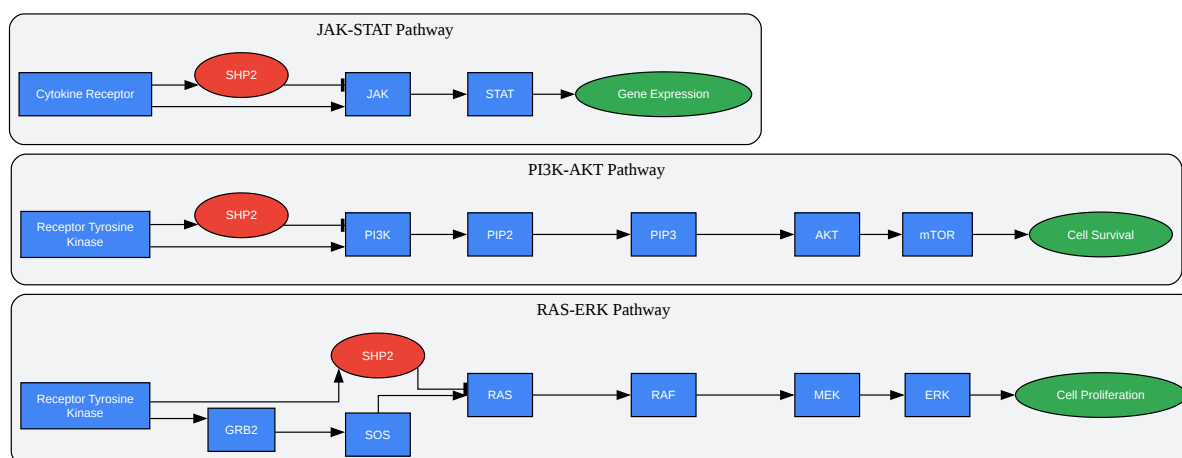 JAK-STAT Pathway
SHP2
Cytokine Receptor
JAK
STAT
Gene Expression
PI3K-AKT Pathway
SHP2
Receptor Tyrosine
Kinase
PI3K
PIP2
PIP3
AKT
mTOR
Cell Survival
RAS-ERK Pathway
SHP2
Receptor Tyrosine
Kinase
GRB2
SOS
RAS
RAF
MEK
ERK
Cell Proliferation